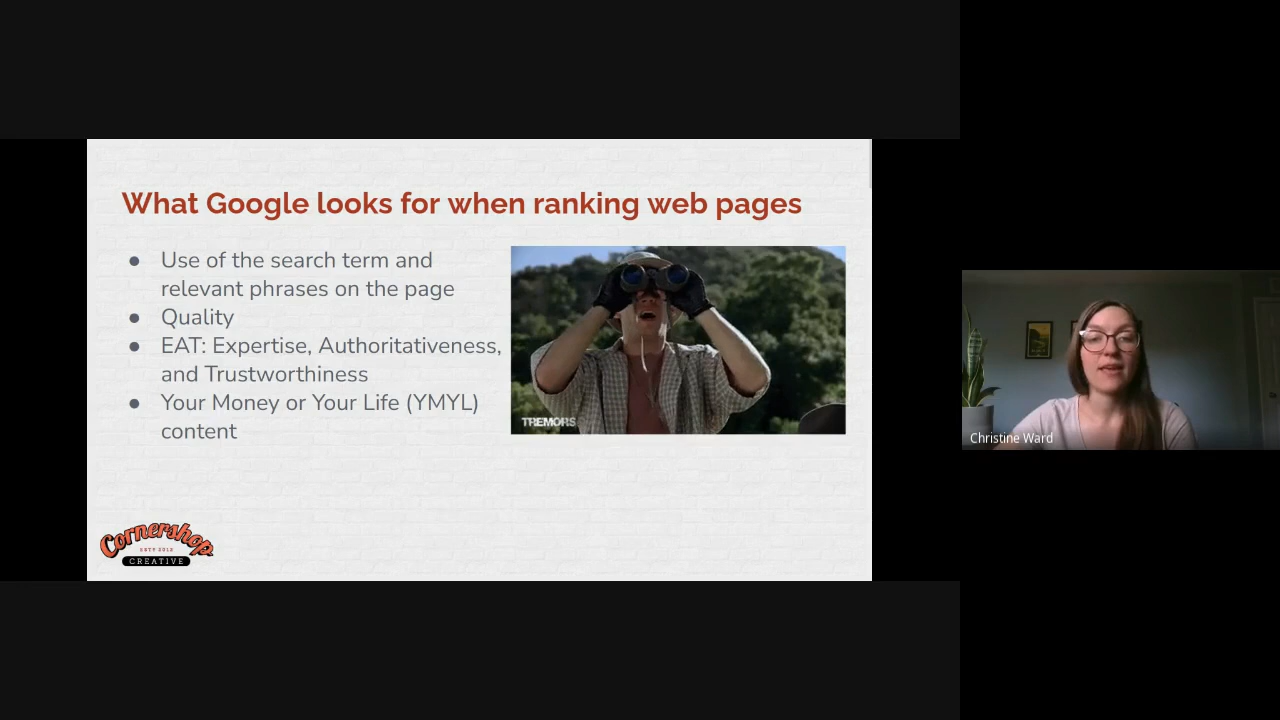 What Google looks for when ranking web pages
● Use of the search term and
relevant phrases on the page
● Quality
● EAT: Expertise, Authoritativeness,
and Trustworthiness
● Your Money or Your Life (YMYL)
content
TREMORS
Cornershop
ESTD 2012
CREATIVE
Christine Ward